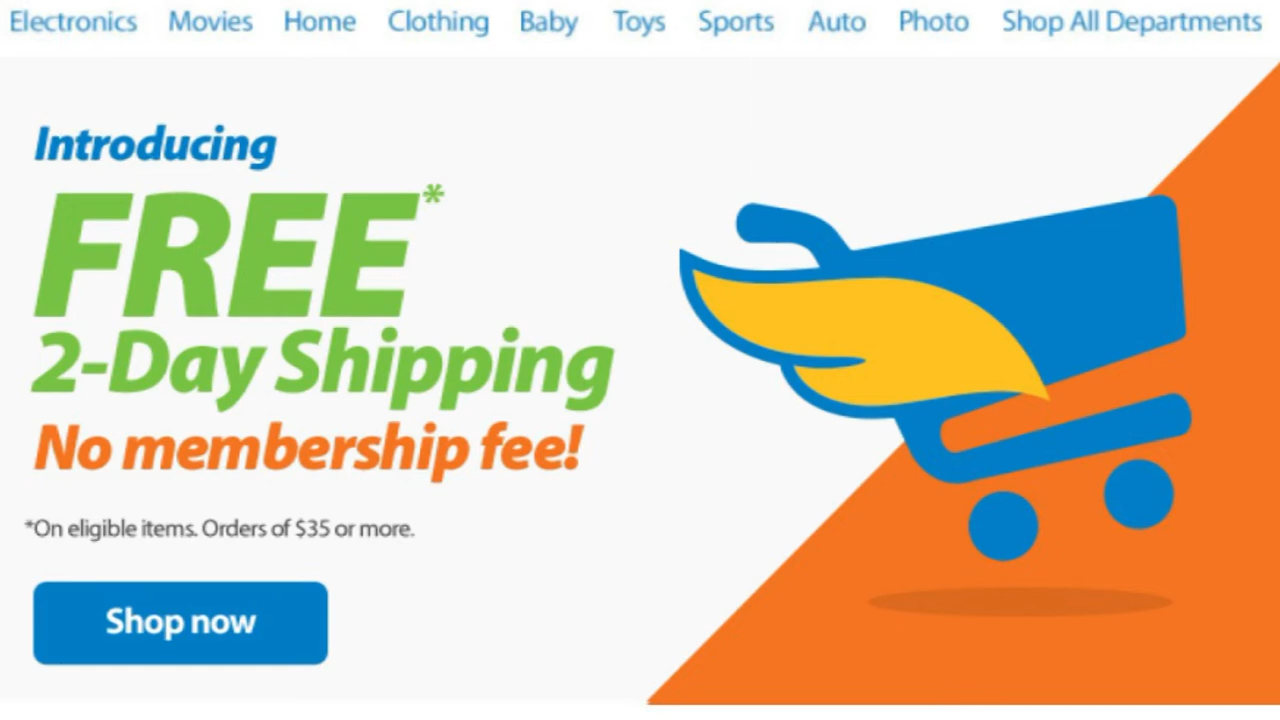 Electronics Movies Home Clothing Baby Toys Sports Auto Photo Shop All Departments
Introducing
FREE*
2-Day Shipping
No membership fee!
*On eligible items. Orders of $35 or more.
Shop now